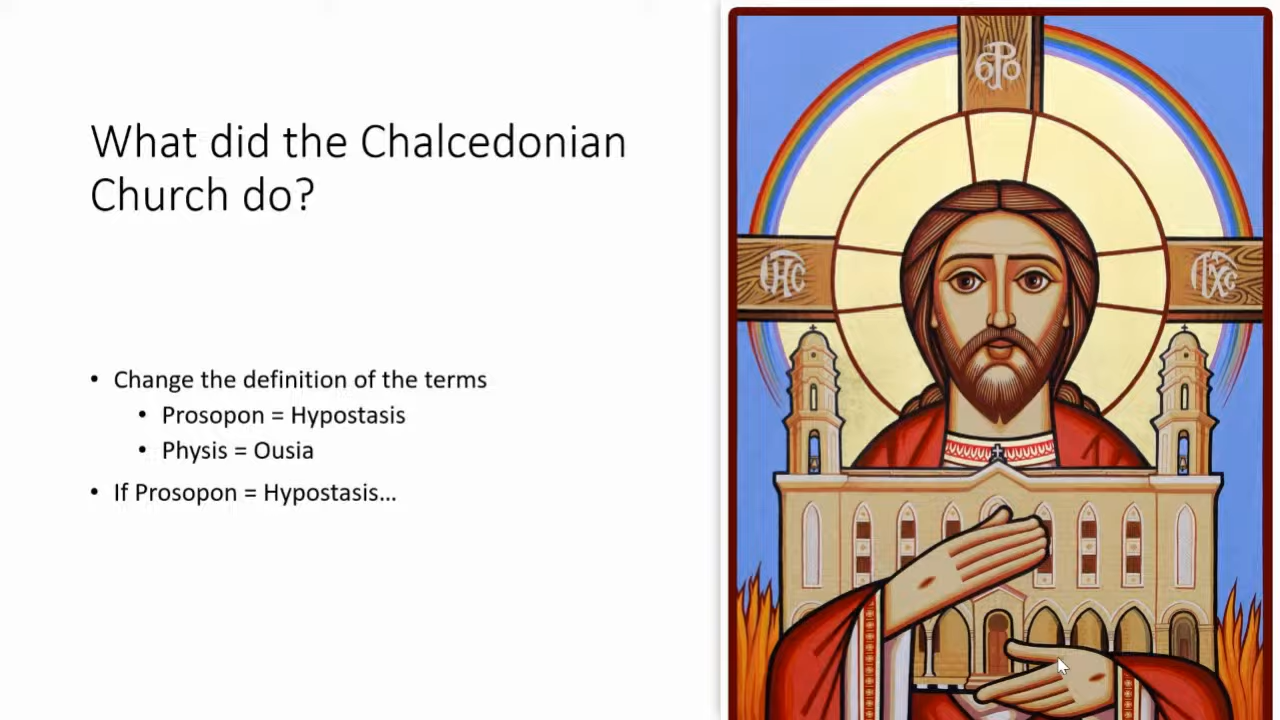 What did the Chalcedonian
Church do?
• Change the definition of the terms
• Prosopon = Hypostasis
• Physis = Ousia
• If Prosopon = Hypostasis...